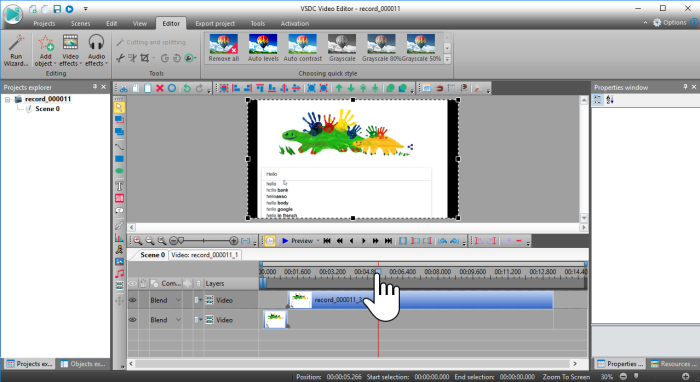 VSDC Video Editor - record_000011
Projects Scenes Edit View Editor Export project Tools Activation
Options
Run Wizard...
Add object
Video effects
Audio effects
Editing
Cutting and splitting
Tools
Remove all Auto levels Auto contrast Grayscale Grayscale 80% Grayscale 50%
Choosing quick style
Projects explorer
record_000011
Scene 0
Properties window
Hello
hello
hello bank
helloasso
hello body
hello google
hello in french
Preview
Scene 0 Video: record_000011_1
00.000 00:01.600 00:03.200 00:04.800 00:06.400 00:08.000 00:09.600 00:11.200 00:12.800 00:14.40
Com... Layers
Blend Video record_000011_3
Blend Video
Projects ex... Objects ex...
Properties ... Resources ...
Position: 00:00:05.266 Start selection: 00:00:00.000 End selection: 00:00:00.000 Zoom To Screen 30%